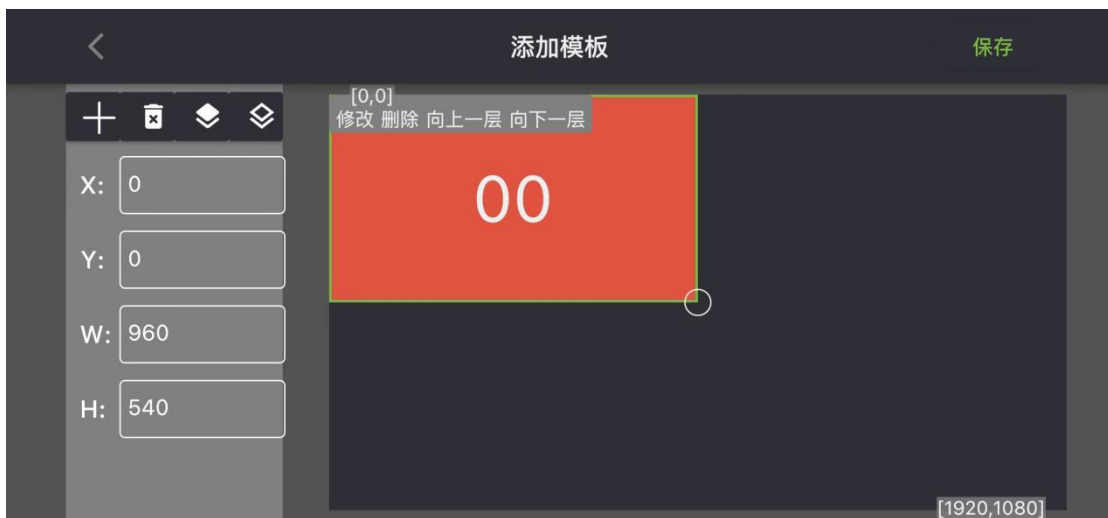 添加模板
保存
[0,0]
修改 删除 向上一层 向下一层
X: 0
00
Y: 0
W: 960
H: 540
[1920,1080]